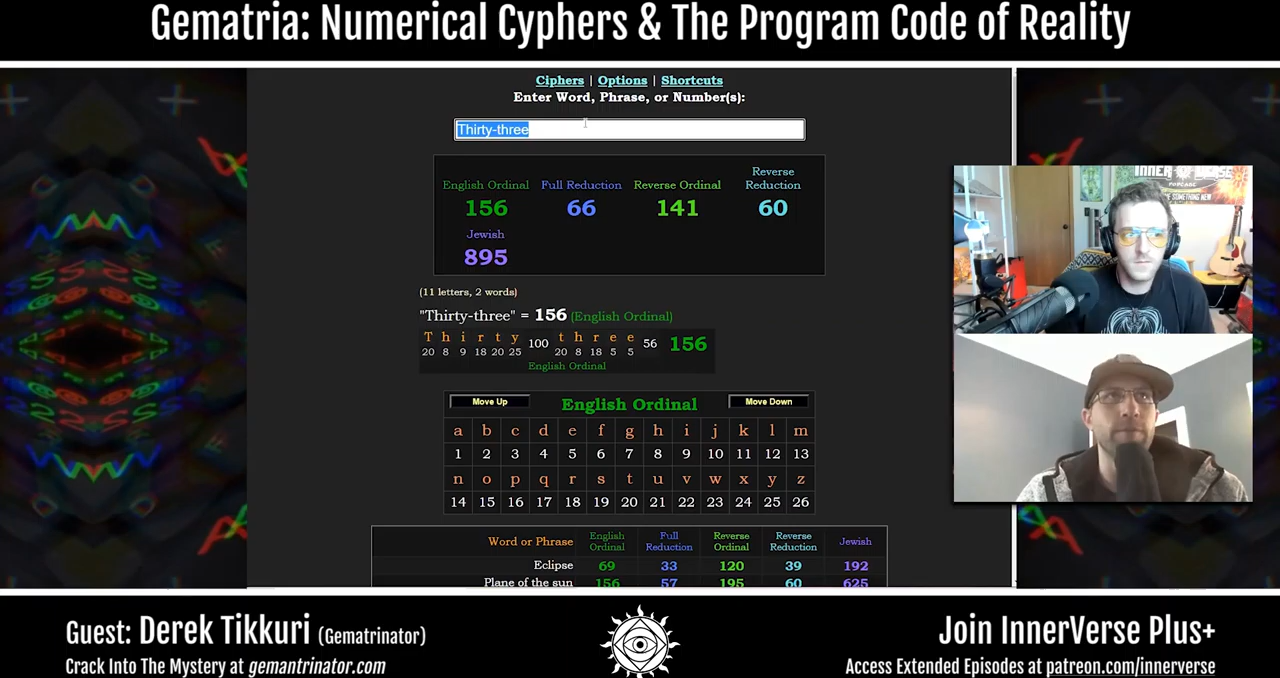 Gematria: Numerical Cyphers & The Program Code of Reality
Ciphers | Options | Shortcuts
Enter Word, Phrase, or Number(s):
Thirty-three
English Ordinal Full Reduction Reverse Ordinal Reverse Reduction
156 66 141 60
Jewish
895
(11 letters, 2 words)
"Thirty-three" = 156 (English Ordinal)
T h i r t y 100 t h r e e 56 156
20 8 9 18 20 25 20 8 18 5 5
English Ordinal
Move Up English Ordinal Move Down
a b c d e f g h i j k l m
1 2 3 4 5 6 7 8 9 10 11 12 13
n o p q r s t u v w x y z
14 15 16 17 18 19 20 21 22 23 24 25 26
Word or Phrase English Ordinal Full Reduction Reverse Ordinal Reverse Reduction Jewish
Eclipse 69 33 120 39 192
Plane of the sun 156 57 195 60 625
INNERVERSE
PODCAST
Guest: Derek Tikkuri (Gematrinator)
Crack Into The Mystery at gemantrinator.com
Join InnerVerse Plus+
Access Extended Episodes at patreon.com/innerverse